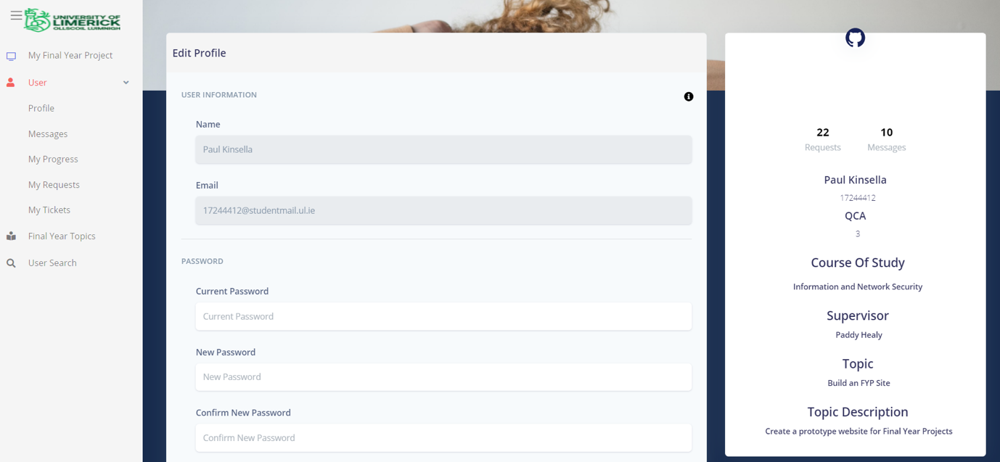 UNIVERSITY OF
LIMERICK
OLLSCOIL LUIMNIGH
My Final Year Project
User
Profile
Messages
My Progress
My Requests
My Tickets
Final Year Topics
User Search
Edit Profile
USER INFORMATION
Name
Paul Kinsella
Email
17244412@studentmail.ul.ie
PASSWORD
Current Password
Current Password
New Password
New Password
Confirm New Password
Confirm New Password
22
Requests
10
Messages
Paul Kinsella
17244412
QCA
3
Course Of Study
Information and Network Security
Supervisor
Paddy Healy
Topic
Build an FYP Site
Topic Description
Create a prototype website for Final Year Projects